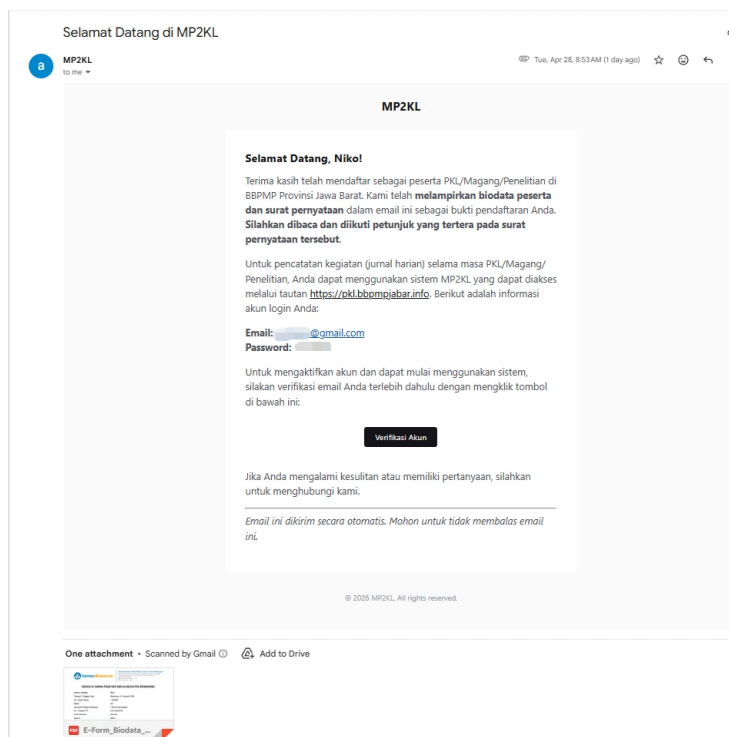 Selamat Datang di MP2KL
a
MP2KL
Tue, Apr 28, 8:53 AM (1 day ago)
to me
MP2KL
Selamat Datang, Niko!
Terima kasih telah mendaftar sebagai peserta PKL/Magang/Penelitian di
BBPMP Provinsi Jawa Barat. Kami telah melampirkan biodata peserta
dan surat pernyataan dalam email ini sebagai bukti pendaftaran Anda.
Silahkan dibaca dan diikuti petunjuk yang tertera pada surat
pernyataan tersebut.
Untuk pencatatan kegiatan (jurnal harian) selama masa PKL/Magang/
Penelitian, Anda dapat menggunakan sistem MP2KL yang dapat diakses
melalui tautan https://pkl.bbpmpjabar.info. Berikut adalah informasi
akun login Anda:
Email: @gmail.com
Password:
Untuk mengaktifkan akun dan dapat mulai menggunakan sistem,
silakan verifikasi email Anda terlebih dahulu dengan mengklik tombol
di bawah ini:
Verifikasi Akun
Jika Anda mengalami kesulitan atau memiliki pertanyaan, silahkan
untuk menghubungi kami.
Email ini dikirim secara otomatis. Mohon untuk tidak membalas email
ini.
© 2026 MP2KL. All rights reserved.
One attachment • Scanned by Gmail
Add to Drive
PDF E-Form_Biodata_...